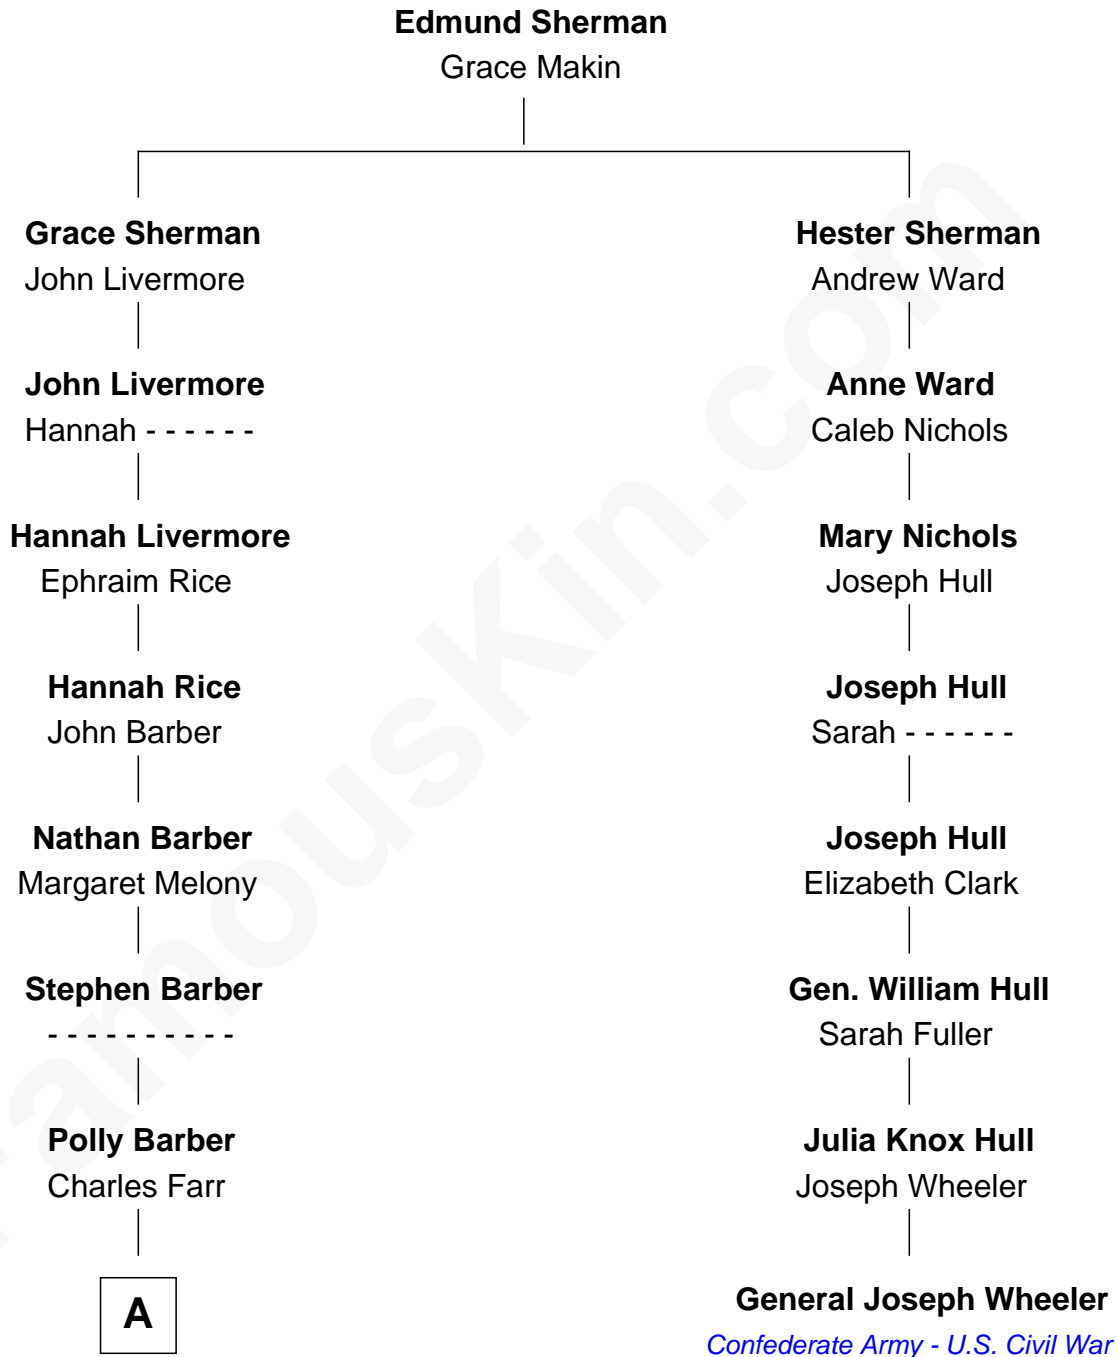 Edmund Sherman
Grace Makin
Grace Sherman
John Livermore
Hester Sherman
Andrew Ward
John Livermore
Hannah - - - - - -
Anne Ward
Caleb Nichols
Hannah Livermore
Ephraim Rice
Mary Nichols
Joseph Hull
Hannah Rice
John Barber
Joseph Hull
Sarah - - - - - -
Nathan Barber
Margaret Melony
Joseph Hull
Elizabeth Clark
Stephen Barber
- - - - - - - - - -
Gen. William Hull
Sarah Fuller
Polly Barber
Charles Farr
Julia Knox Hull
Joseph Wheeler
A
General Joseph Wheeler
Confederate Army - U.S. Civil War
FamousKin.com